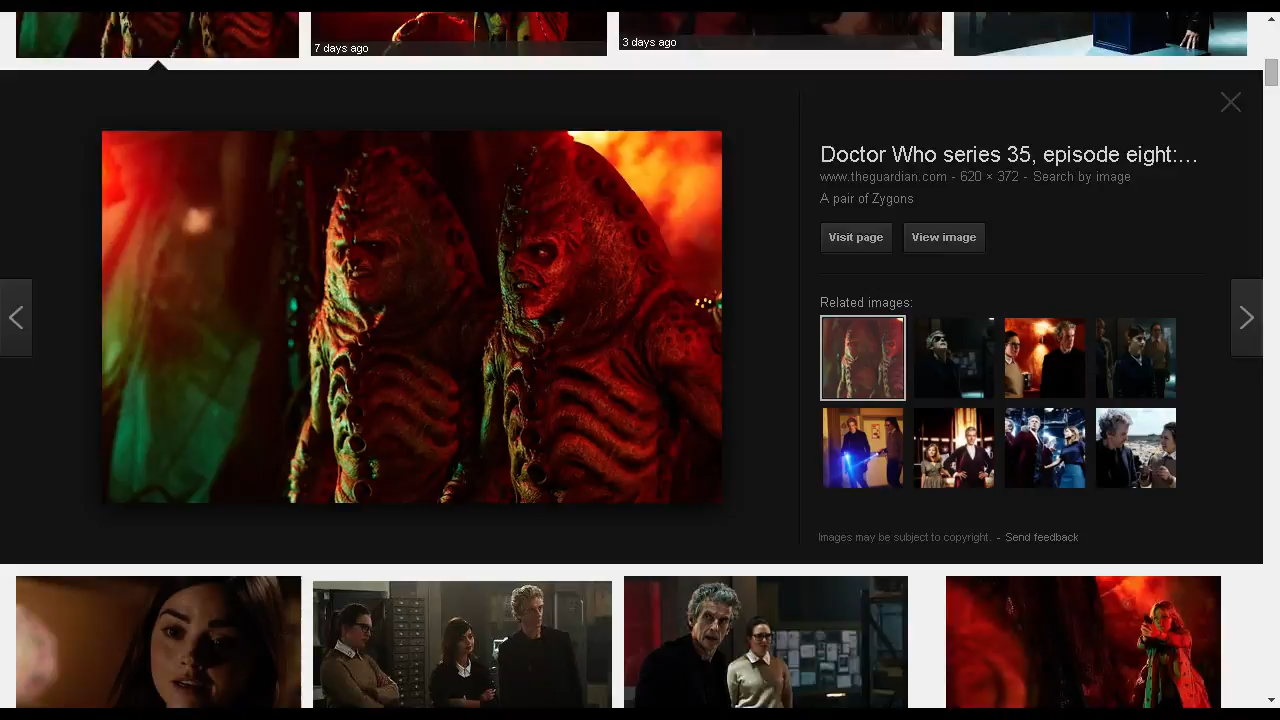 7 days ago
3 days ago
Doctor Who series 35, episode eight:...
www.theguardian.com - 620 × 372 - Search by image
A pair of Zygons
Visit page
View image
Related images:
Images may be subject to copyright. - Send feedback